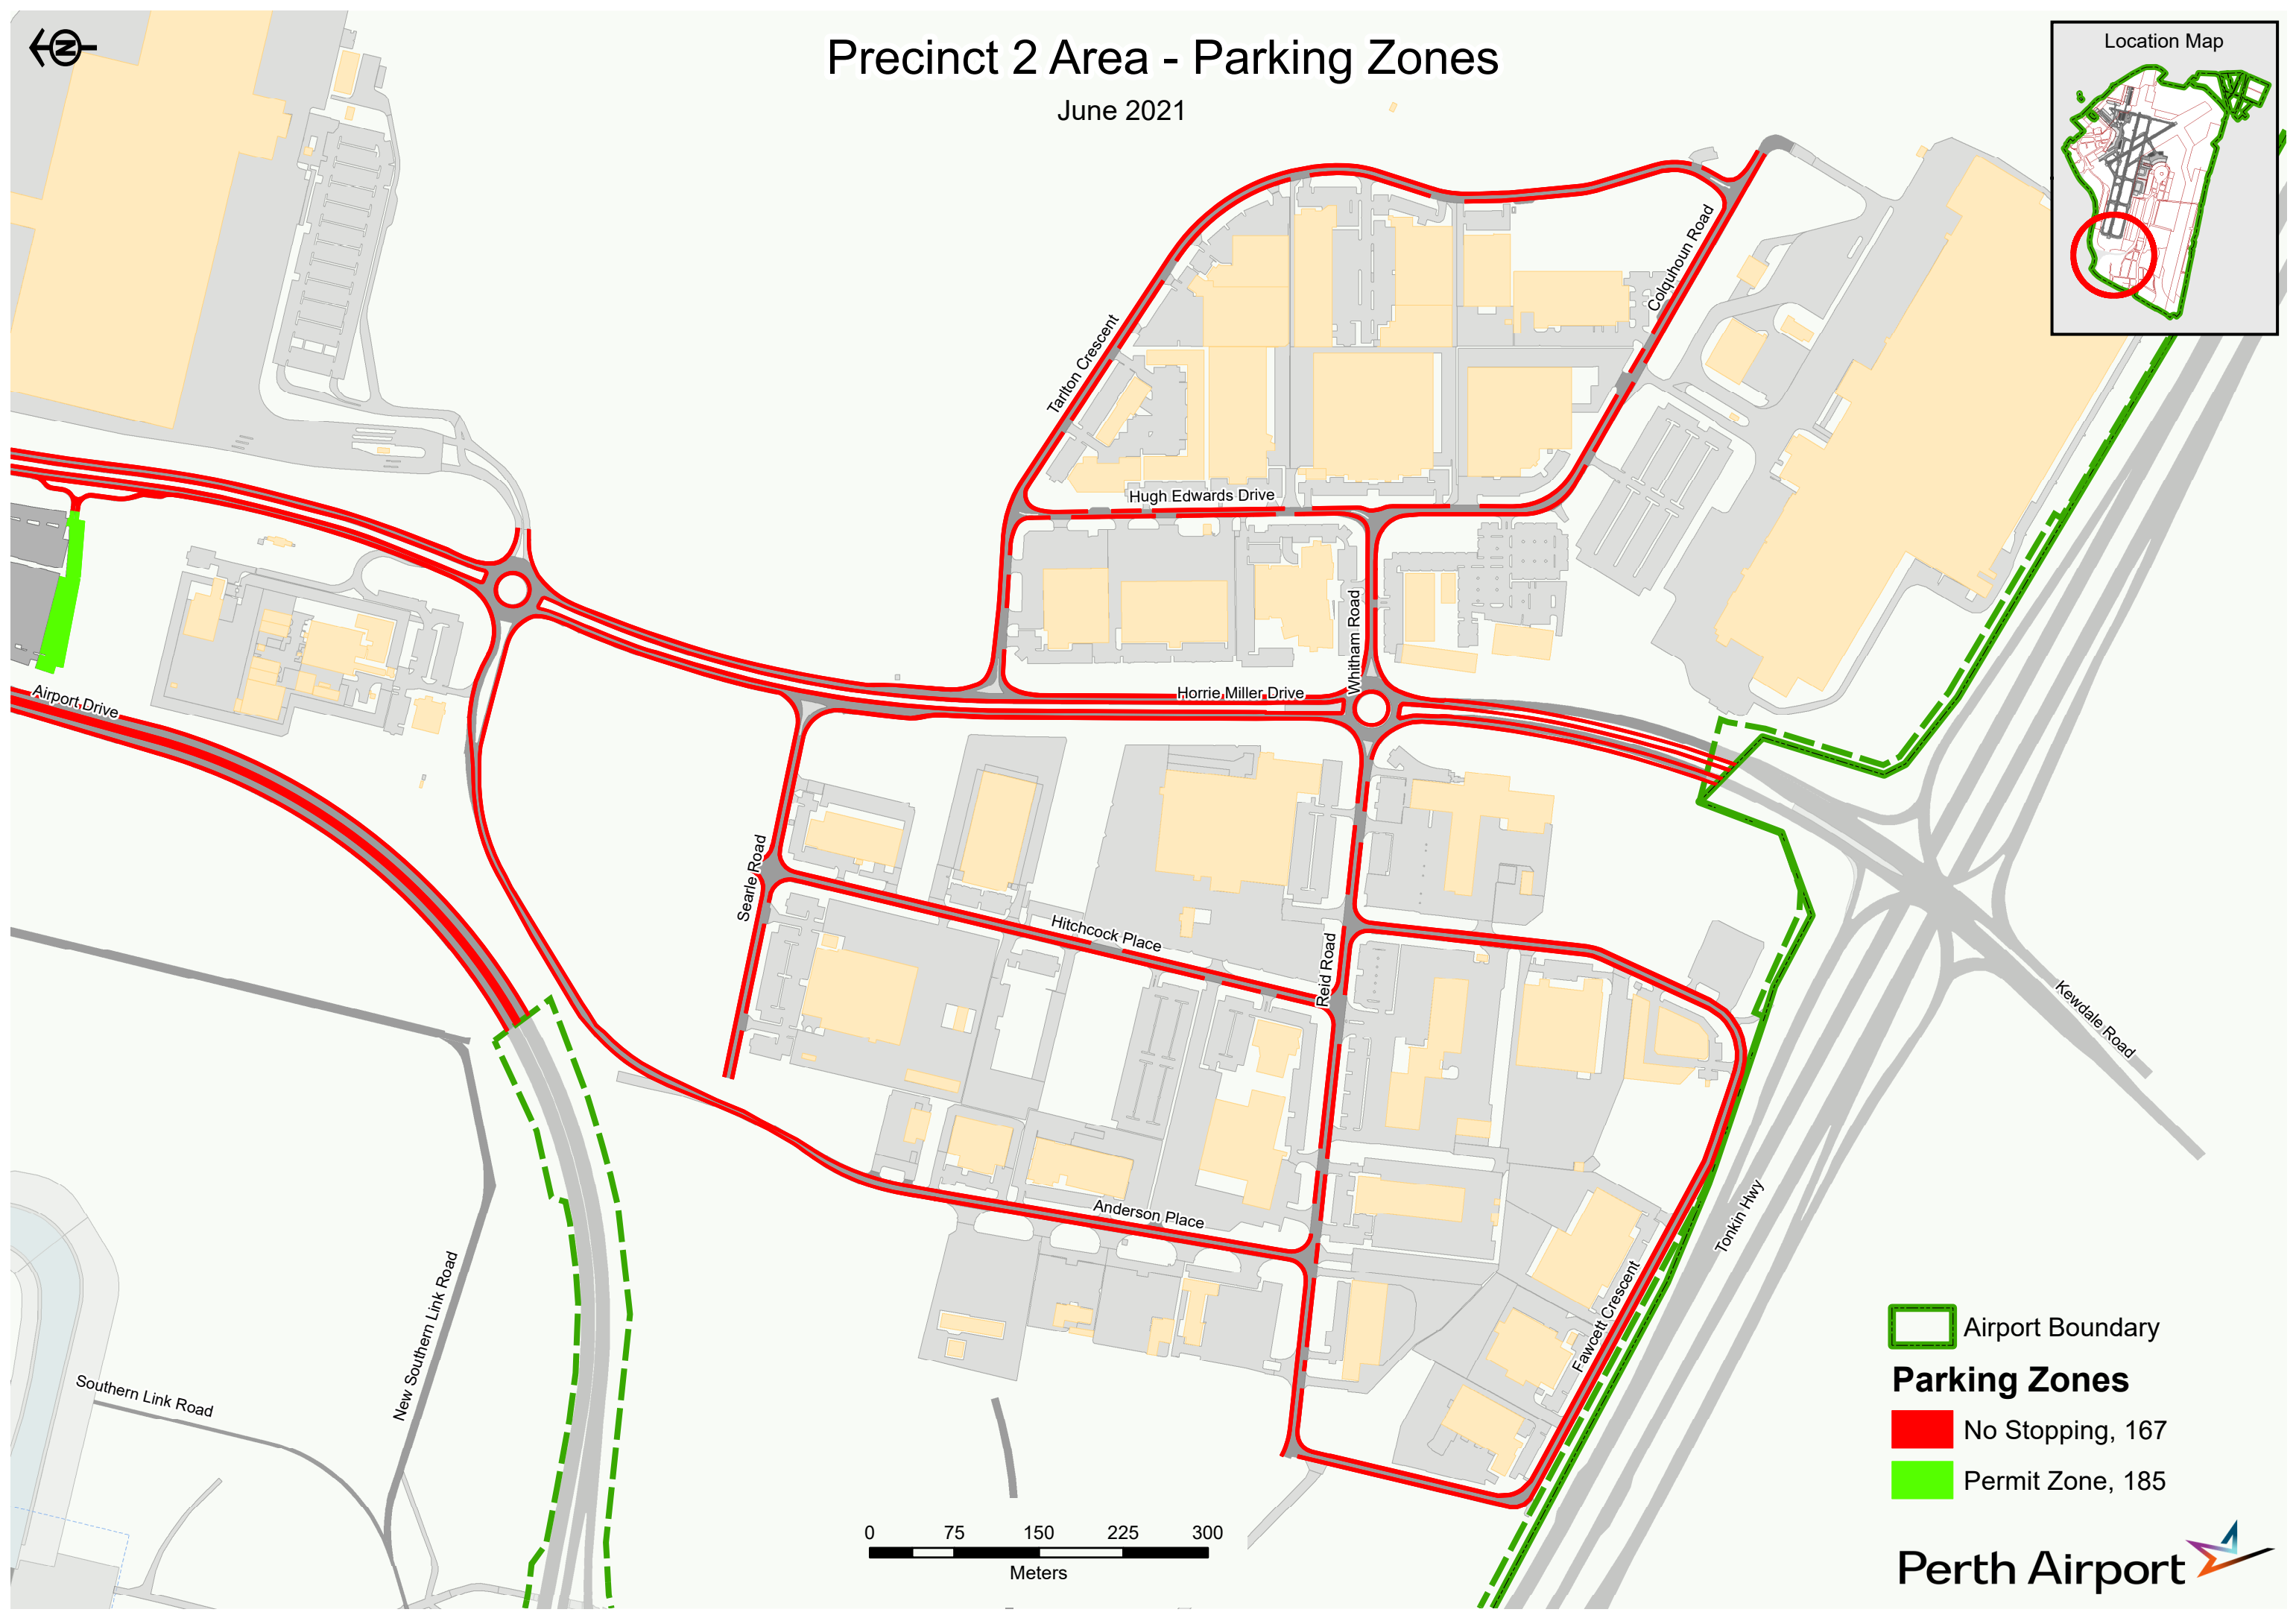 N
Precinct 2 Area - Parking Zones
June 2021
Location Map
Colquhoun Road
Tarlton Crescent
Hugh Edwards Drive
Whitham Road
Horrie Miller Drive
Airport Drive
Searle Road
Hitchcock Place
Reid Road
Kewdale Road
Anderson Place
Tonkin Hwy
Fawcett Crescent
New Southern Link Road
Southern Link Road
Airport Boundary
Parking Zones
No Stopping, 167
Permit Zone, 185
0 75 150 225 300
Meters
Perth Airport